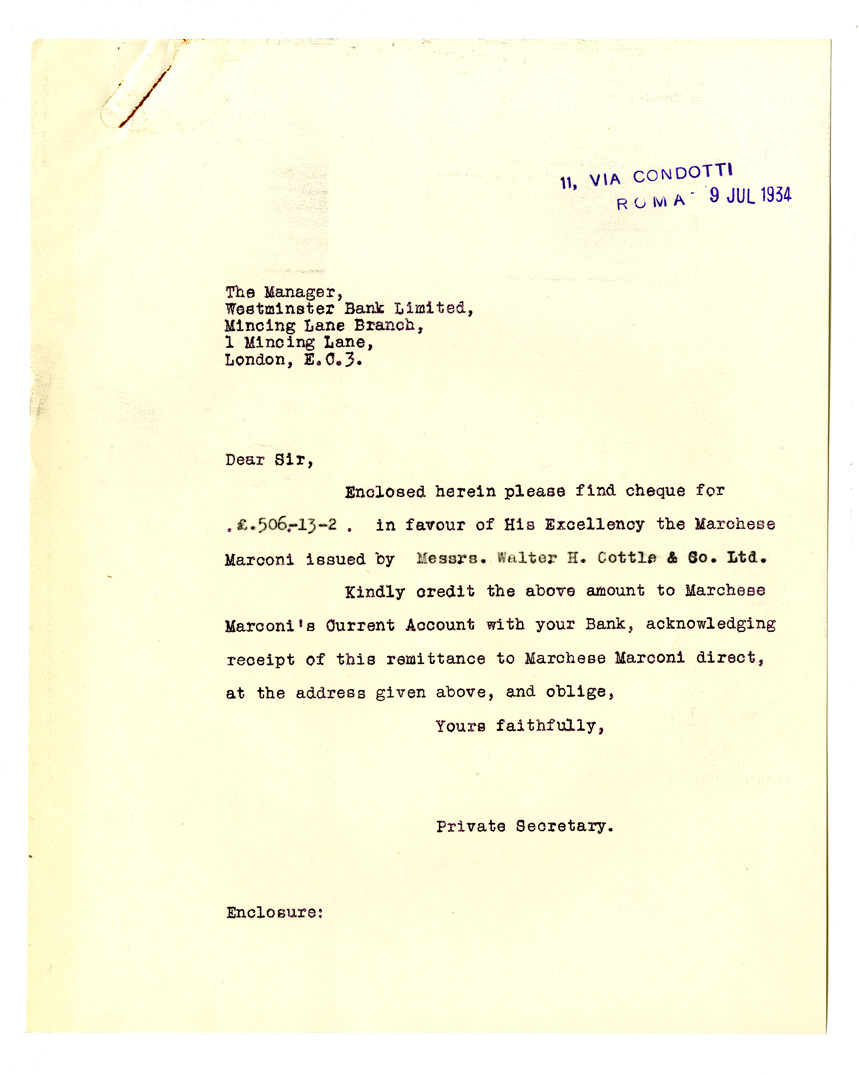 11, VIA CONDOTTI
ROMA - 9 JUL 1934
The Manager,
Westminster Bank Limited,
Mincing Lane Branch,
1 Mincing Lane,
London, E.C.3.
Dear Sir,
Enclosed herein please find cheque for
.£.506.-13-2 . in favour of His Excellency the Marchese
Marconi issued by Messrs. Walter H. Cottle & Co. Ltd.
Kindly credit the above amount to Marchese
Marconi's Current Account with your Bank, acknowledging
receipt of this remittance to Marchese Marconi direct,
at the address given above, and oblige,
Yours faithfully,
Private Secretary.
Enclosure: